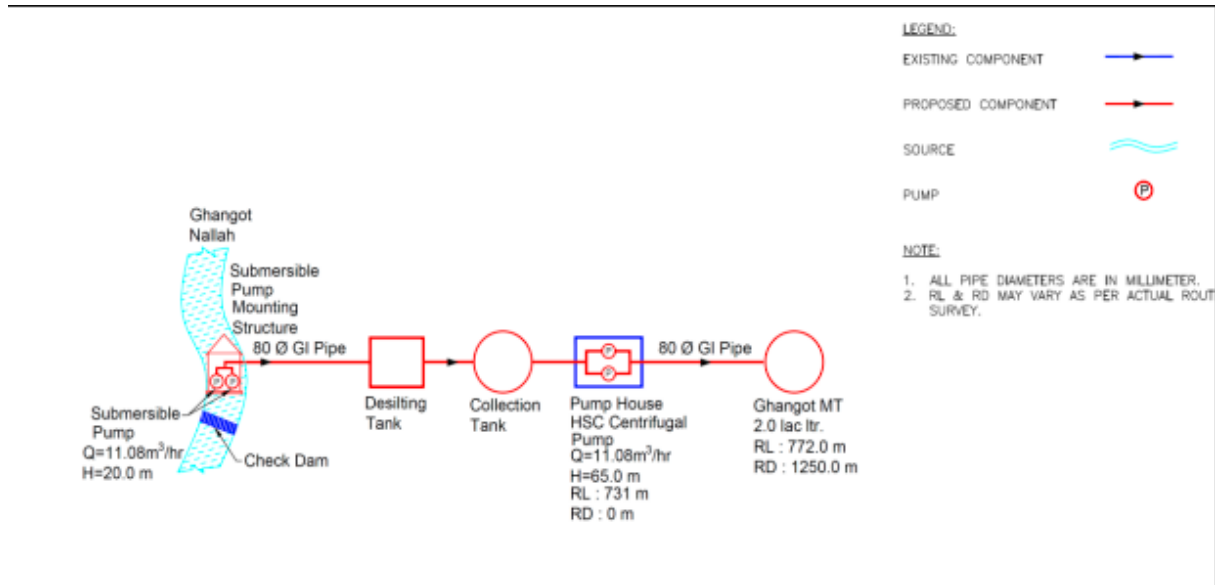 LEGEND:
EXISTING COMPONENT
PROPOSED COMPONENT
SOURCE
PUMP
P
NOTE:
1. ALL PIPE DIAMETERS ARE IN MILLIMETER.
2. RL & RD MAY VARY AS PER ACTUAL ROUT
SURVEY.
Ghangot
Nallah
Submersible
Pump
Mounting
Structure
80 Ø GI Pipe
P P
Submersible
Pump
Q=11.08m³/hr
H=20.0 m
Check Dam
Desilting
Tank
Collection
Tank
P
P
Pump House
HSC Centrifugal
Pump
Q=11.08m³/hr
H=65.0 m
RL : 731 m
RD : 0 m
80 Ø GI Pipe
Ghangot MT
2.0 lac ltr.
RL : 772.0 m
RD : 1250.0 m